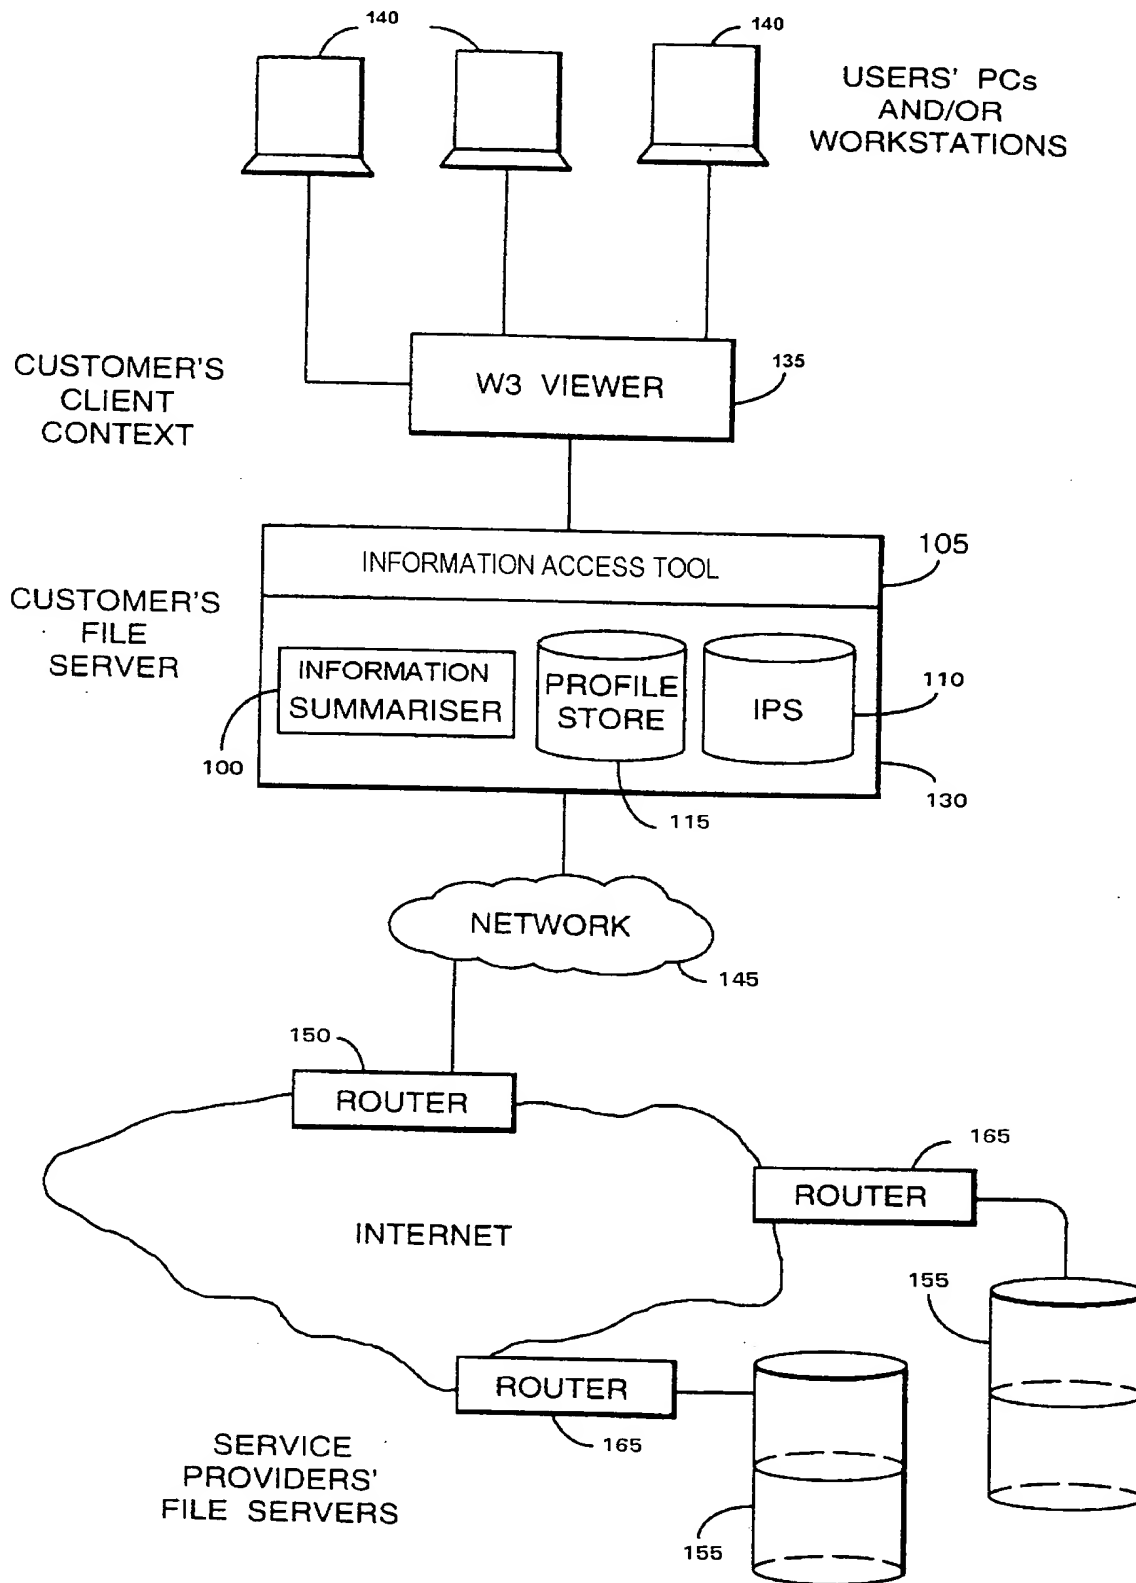 140
140
USERS' PCs
AND/OR
WORKSTATIONS
CUSTOMER'S
CLIENT
CONTEXT
W3 VIEWER
135
INFORMATION ACCESS TOOL
105
CUSTOMER'S
FILE
SERVER
INFORMATION
SUMMARISER
PROFILE
STORE
IPS
110
100
115
130
NETWORK
145
150
ROUTER
165
ROUTER
INTERNET
155
ROUTER
165
SERVICE
PROVIDERS'
FILE SERVERS
155